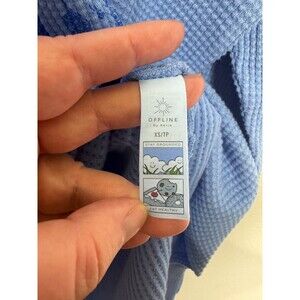 OFFLINE
By Aerie
XS/TP
STAY GROUNDED
EAT HEALTHY